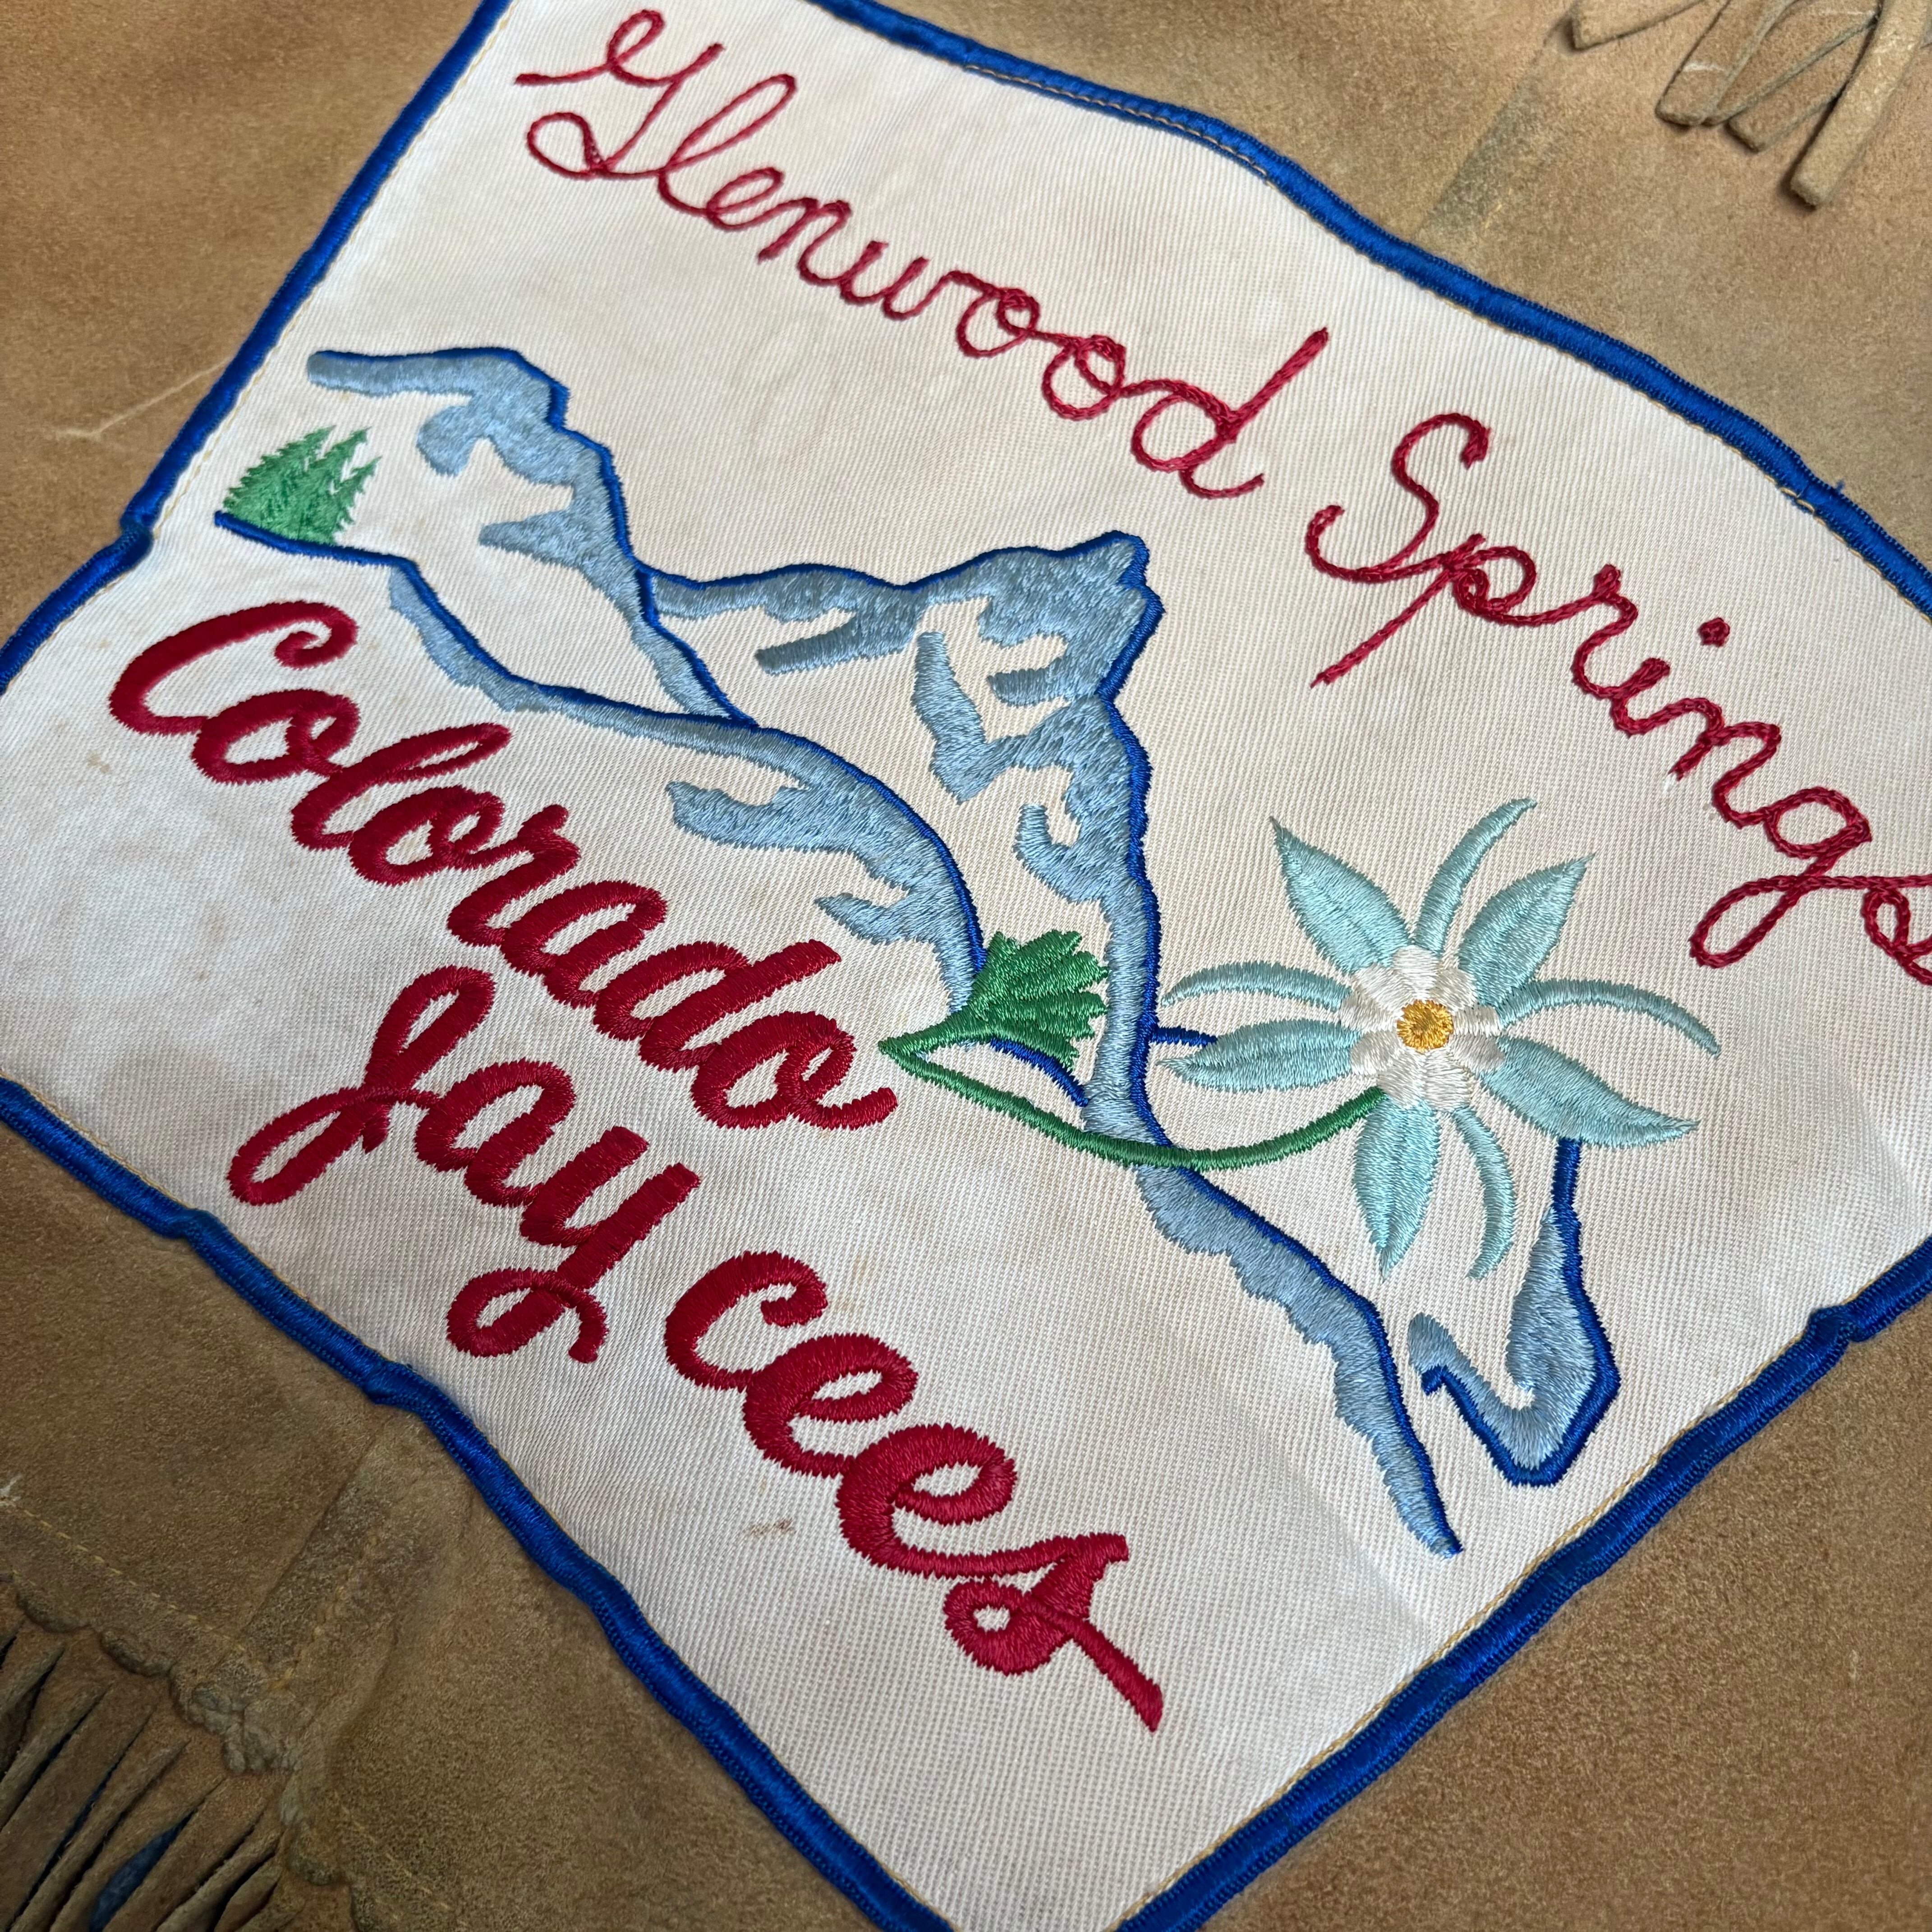 Glenwood Springs
Colorado
Jaycees